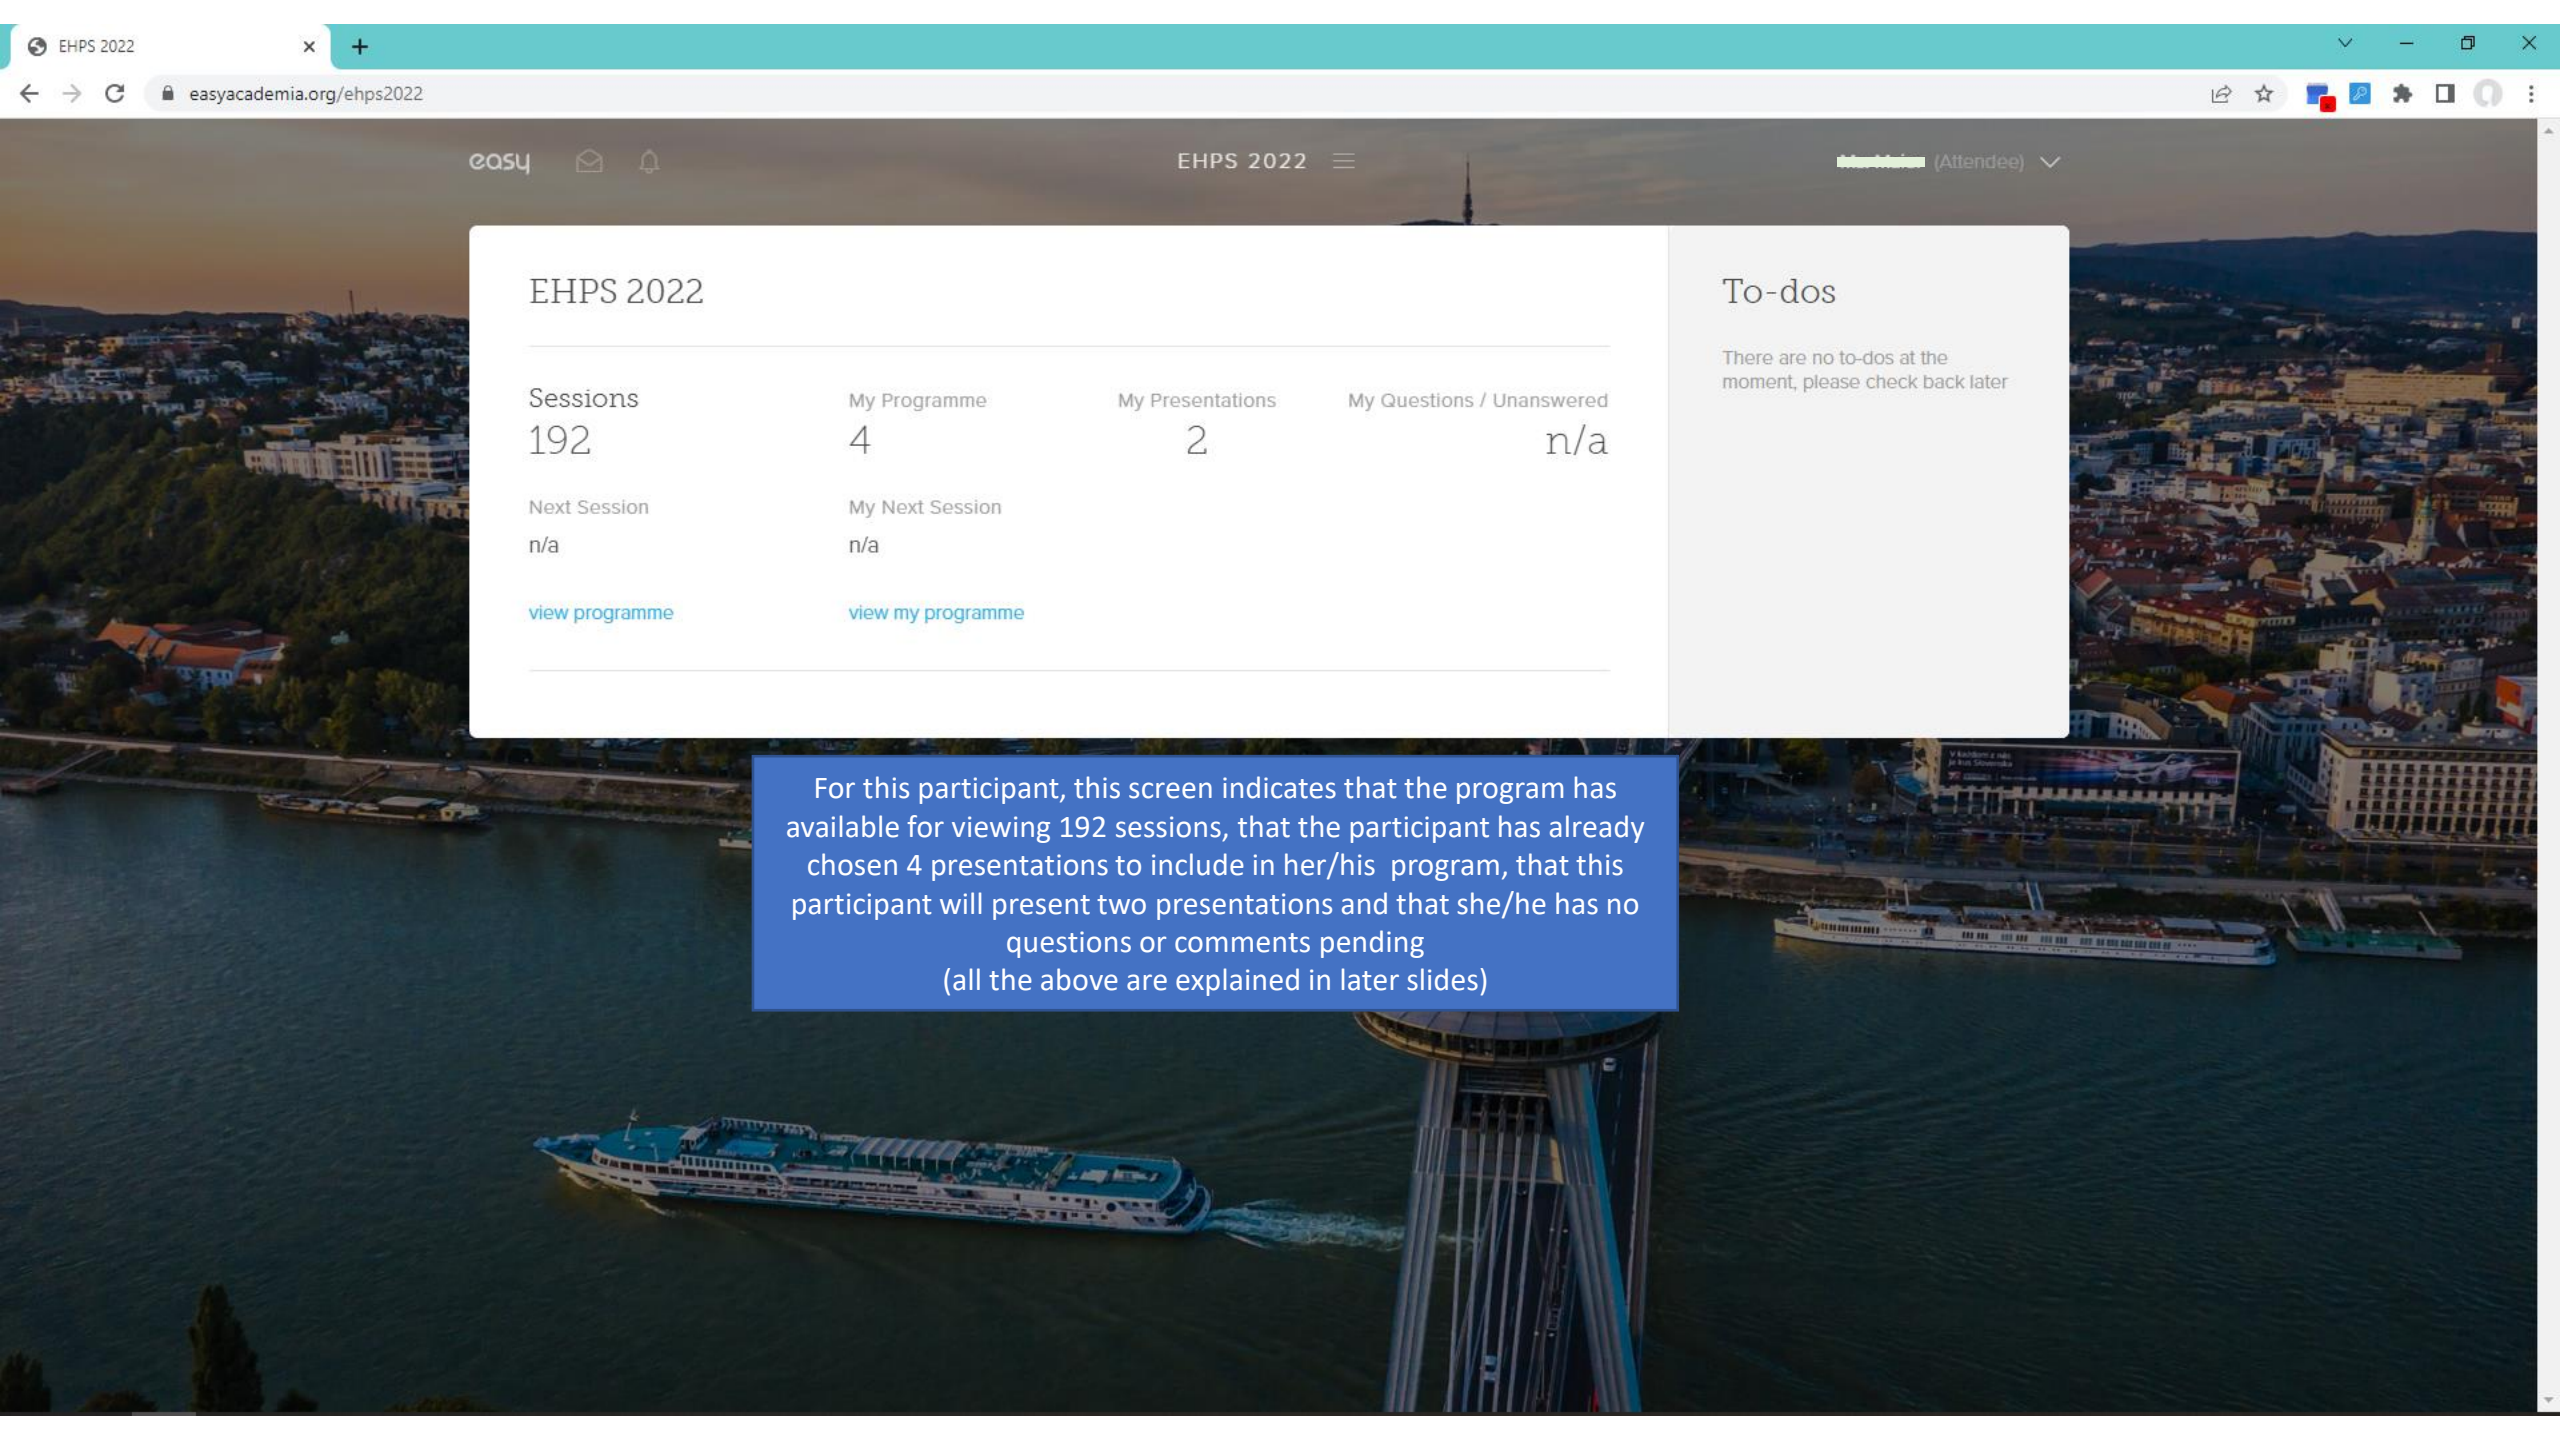 EHPS 2022
easyacademia.org/ehps2022
easy
EHPS 2022
(Attendee)
EHPS 2022
Sessions
192
My Programme
4
My Presentations
2
My Questions / Unanswered
n/a
Next Session
n/a
My Next Session
n/a
view programme
view my programme
To-dos
There are no to-dos at the
moment, please check back later
V každom z nás
je kus Slovenska
For this participant, this screen indicates that the program has
available for viewing 192 sessions, that the participant has already
chosen 4 presentations to include in her/his program, that this
participant will present two presentations and that she/he has no
questions or comments pending
(all the above are explained in later slides)